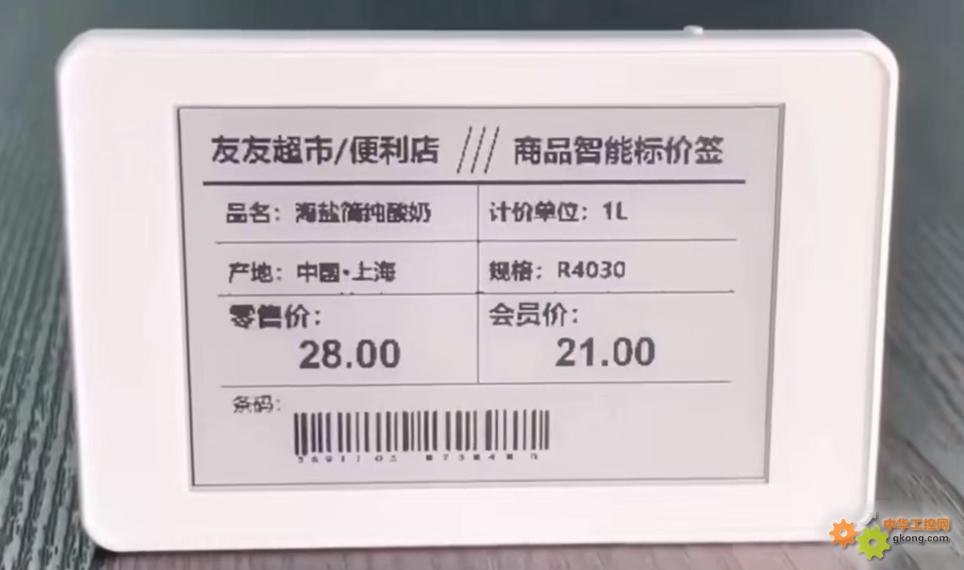 友友超市/便利店 /// 商品智能标价签
品名：海盐简纯酸奶 计价单位：1L
产地：中国·上海 规格：R4030
零售价： 会员价：
28.00 21.00
条码：
中华工控网
gkong.com